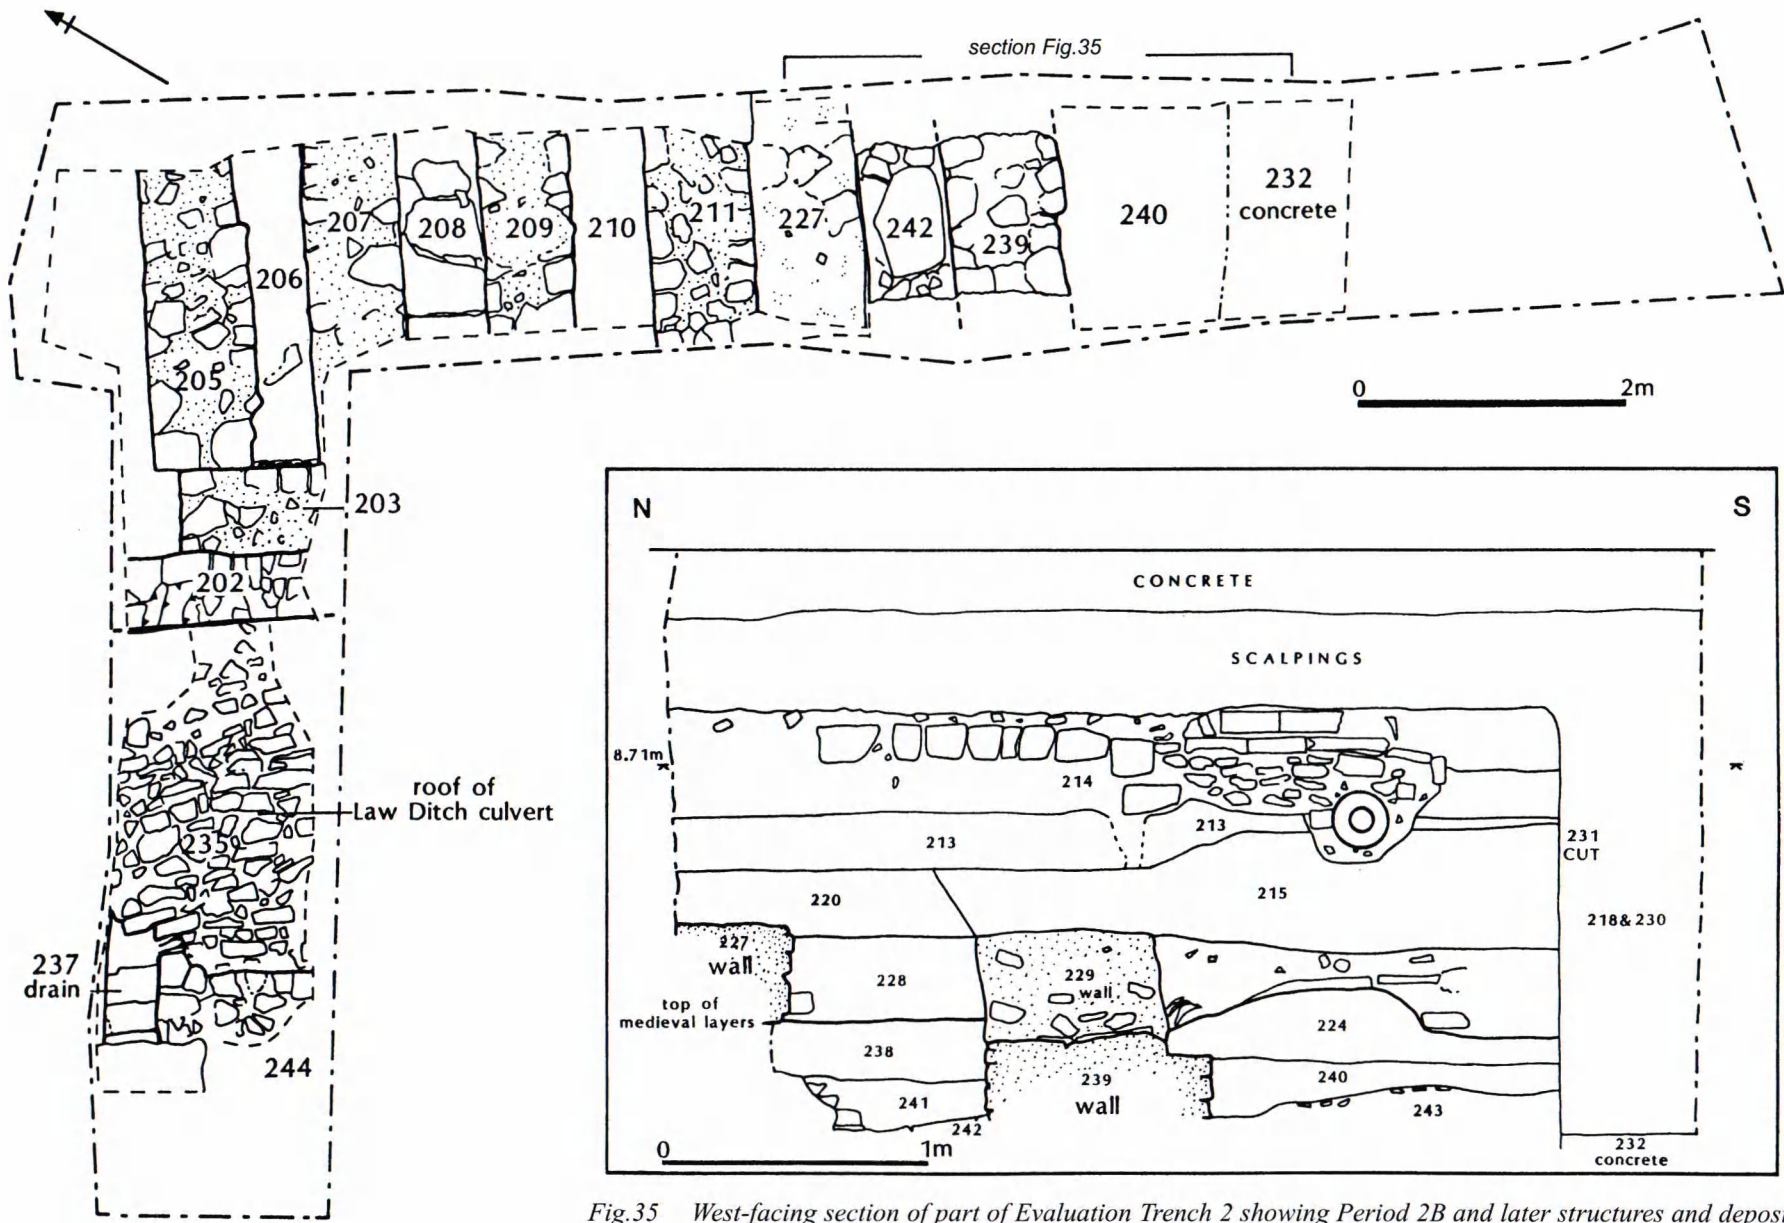 section Fig.35
232
concrete
205
206
207
208
209
210
211
227
242
239
240
0 2m
203
202
roof of
Law Ditch culvert
235
237
drain
244
N S
CONCRETE
SCALPINGS
8.71m
214
213
213
231
CUT
220
215
218&230
227
wall
228
229
wall
top of
medieval layers
224
238
239
wall
240
241
242
243
0 1m
232
concrete
Fig.35 West-facing section of part of Evaluation Trench 2 showing Period 2B and later structures and depos